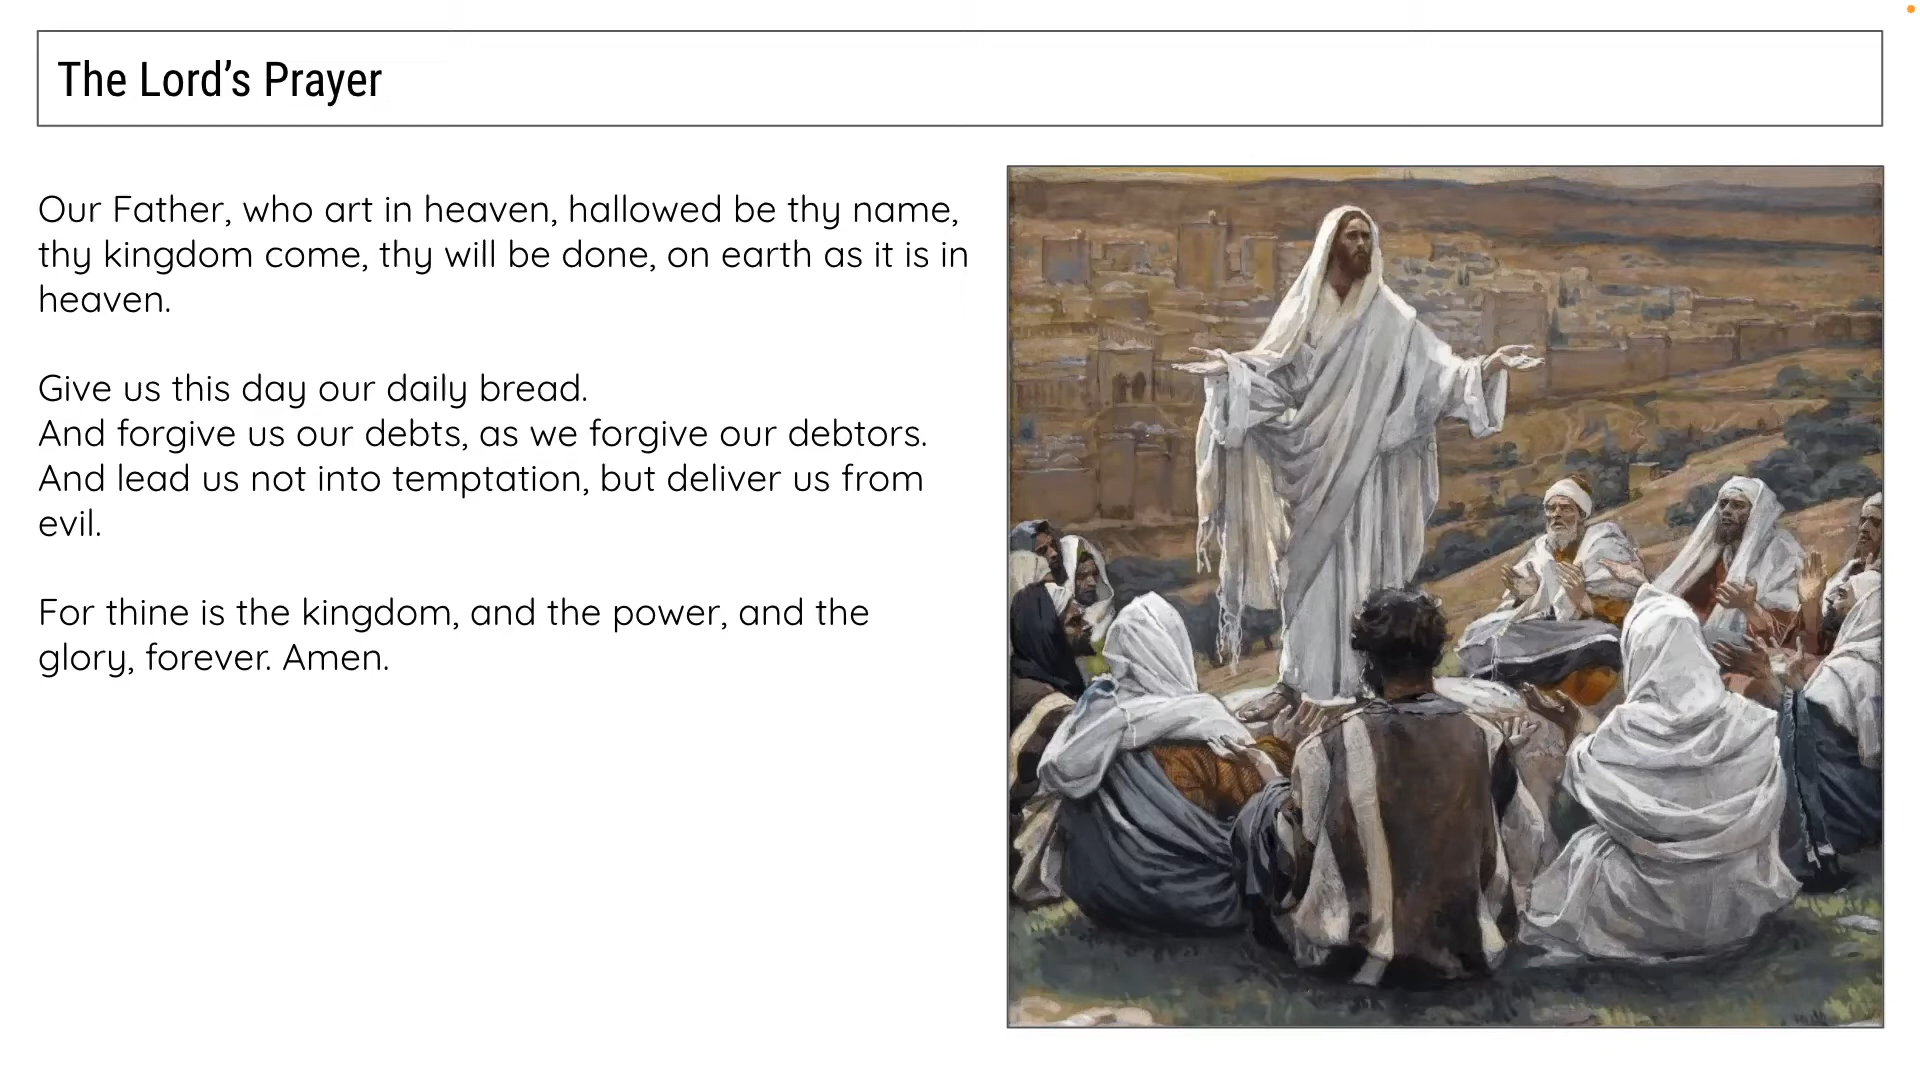 The Lord’s Prayer
Our Father, who art in heaven, hallowed be thy name,
thy kingdom come, thy will be done, on earth as it is in
heaven.
Give us this day our daily bread.
And forgive us our debts, as we forgive our debtors.
And lead us not into temptation, but deliver us from
evil.
For thine is the kingdom, and the power, and the
glory, forever. Amen.